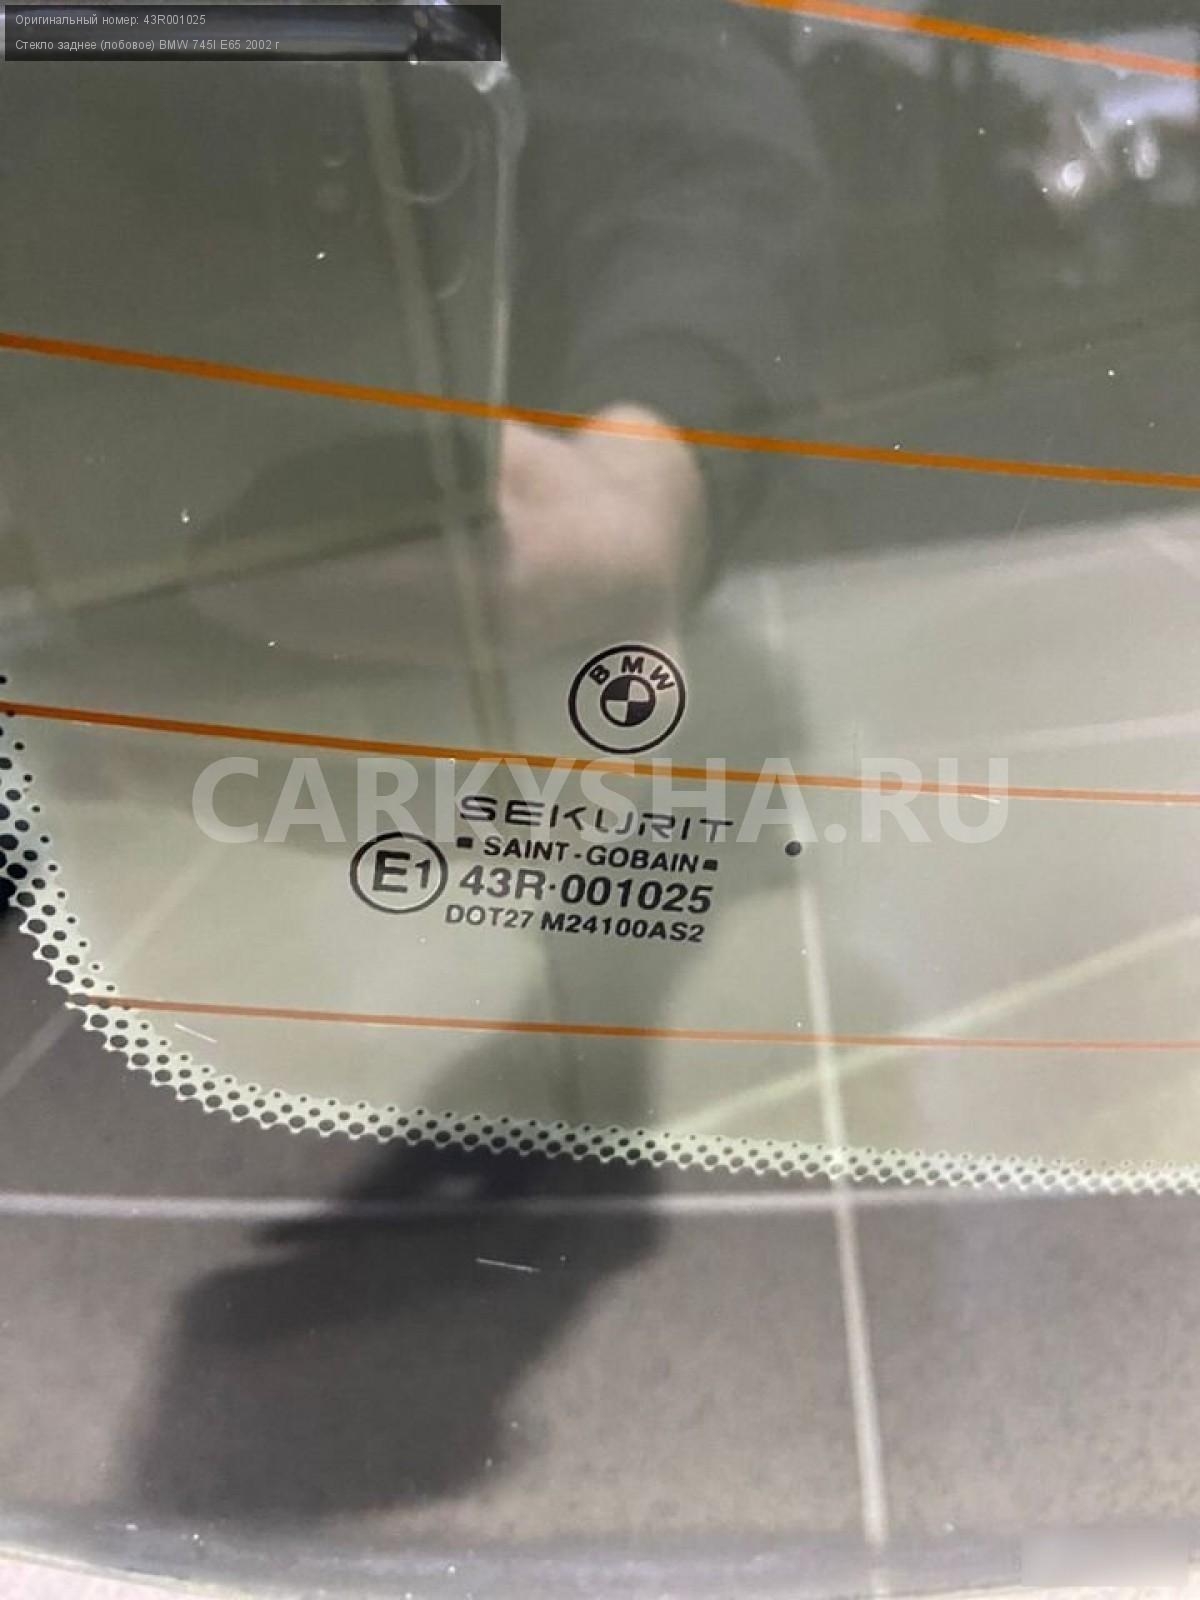 Оригинальный номер: 43R001025
Стекло заднее (лобовое) BMW 745I E65 2002 г
BMW
CARKYSHA.RU
SEKURIT
SAINT-GOBAIN
E1
43R·001025
DOT27 M24100AS2